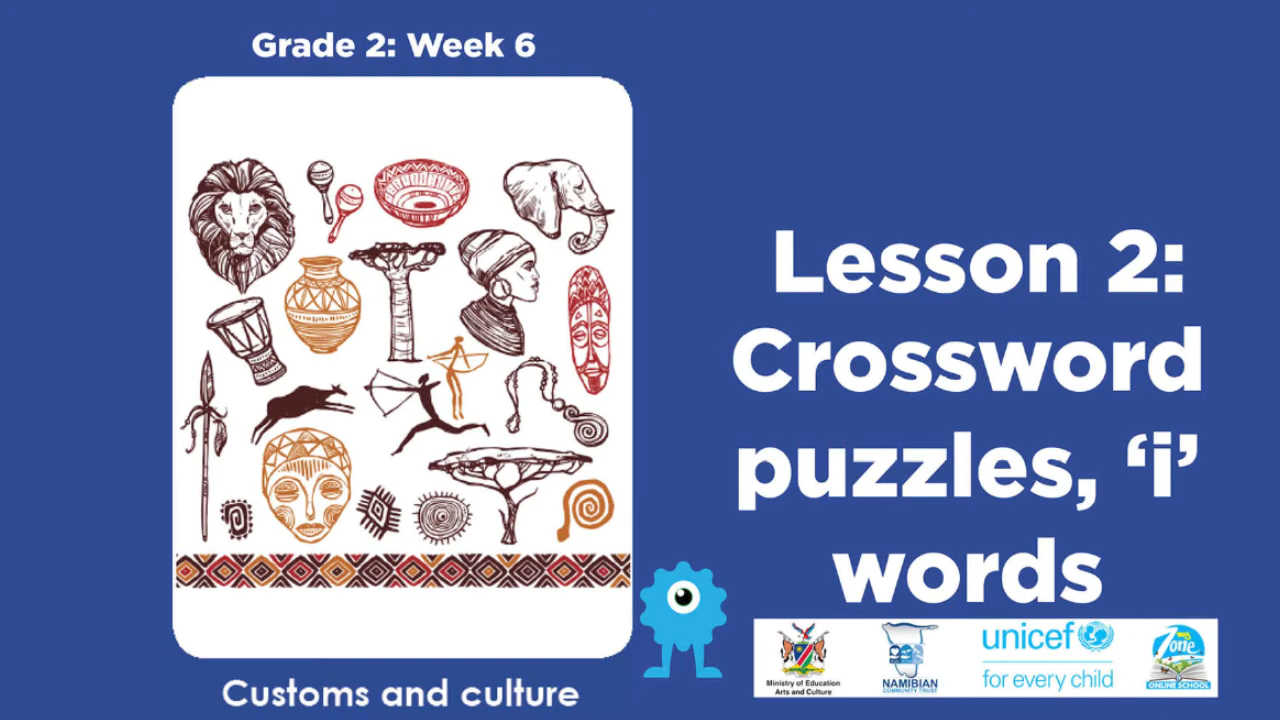 Grade 2: Week 6
Lesson 2:
Crossword
puzzles, ‘i’
words
Customs and culture
Ministry of Education
Arts and Culture
NAMIBIAN
COMMUNITY TRUST
unicef
for every child
Zone
ONLINE SCHOOL